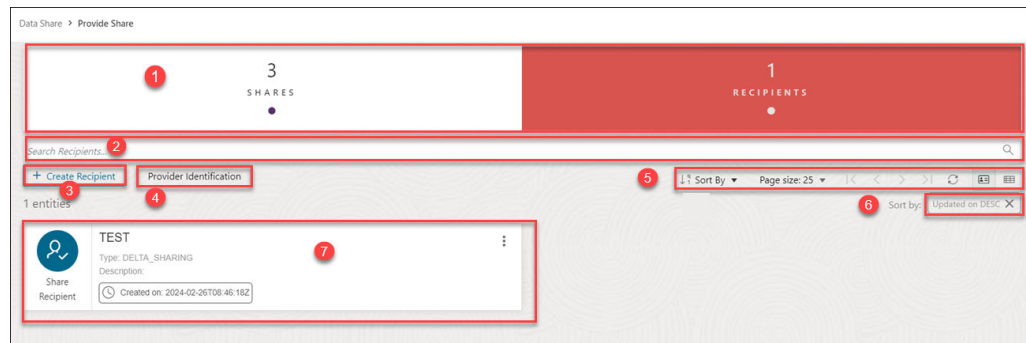 Data Share > Provide Share
1
3
SHARES
1
RECIPIENTS
Search Recipients...
2
+ Create Recipient
3
Provider Identification
4
5
Sort By
Page size: 25
1 entities
6
Sort by:
Updated on DESC X
TEST
7
Type: DELTA_SHARING
Description:
Share
Recipient
Created on: 2024-02-26T08:46:18Z